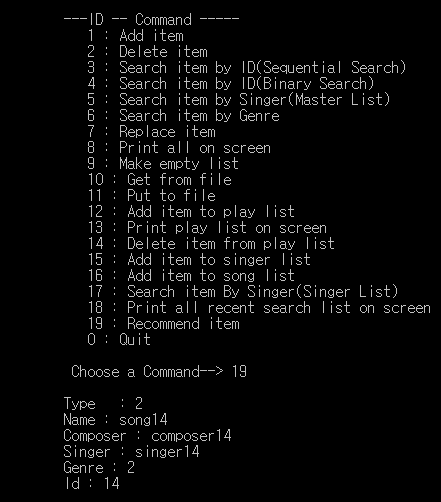 ---ID -- Command -----
1 : Add item
2 : Delete item
3 : Search item by ID(Sequential Search)
4 : Search item by ID(Binary Search)
5 : Search item by Singer(Master List)
6 : Search item by Genre
7 : Replace item
8 : Print all on screen
9 : Make empty list
10 : Get from file
11 : Put to file
12 : Add item to play list
13 : Print play list on screen
14 : Delete item from play list
15 : Add item to singer list
16 : Add item to song list
17 : Search item By Singer(Singer List)
18 : Print all recent search list on screen
19 : Recommend item
0 : Quit
Choose a Command--> 19
Type : 2
Name : song14
Composer : composer14
Singer : singer14
Genre : 2
Id : 14